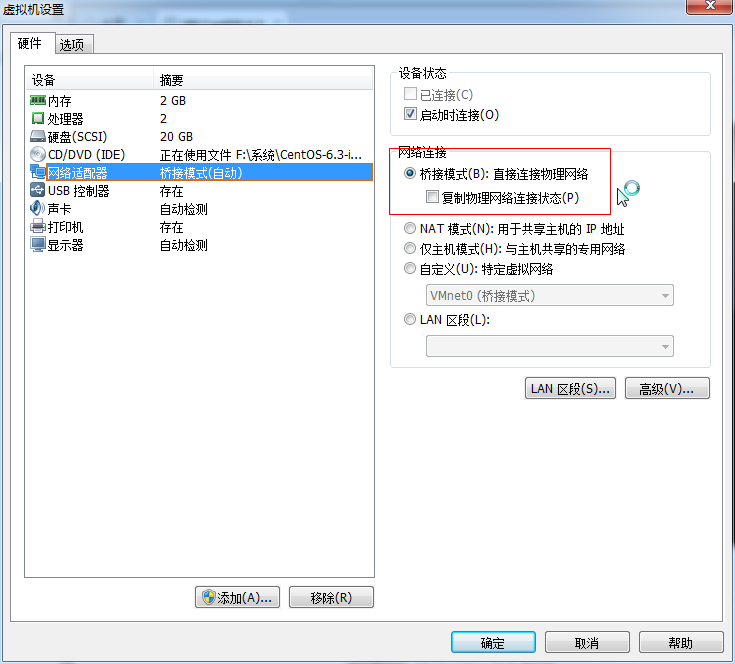 虚拟机设置
硬件 选项
设备 摘要
内存 2 GB
处理器 2
硬盘(SCSI) 20 GB
CD/DVD (IDE) 正在使用文件 F:\系统\CentOS-6.3-i...
网络适配器 桥接模式(自动)
USB 控制器 存在
声卡 自动检测
打印机 存在
显示器 自动检测
添加(A)... 移除(R)
设备状态
已连接(C)
启动时连接(O)
网络连接
桥接模式(B): 直接连接物理网络
复制物理网络连接状态(P)
NAT 模式(N): 用于共享主机的 IP 地址
仅主机模式(H): 与主机共享的专用网络
自定义(U): 特定虚拟网络
VMnet0 (桥接模式)
LAN 区段(L):
LAN 区段(S)... 高级(V)...
确定 取消 帮助